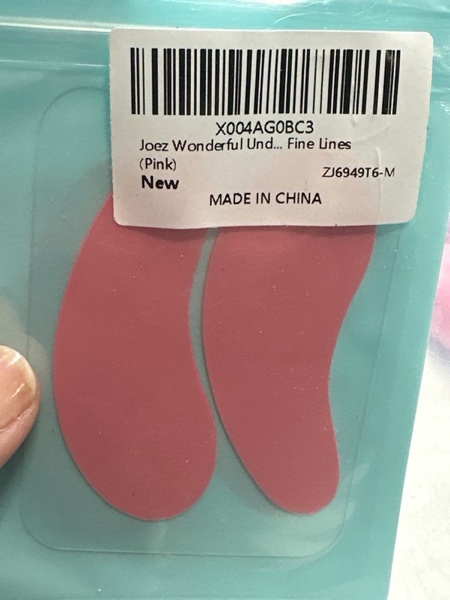 X004AG0BC3
Joez Wonderful Und... Fine Lines
(Pink)
ZJ6949T6-M
New
MADE IN CHINA